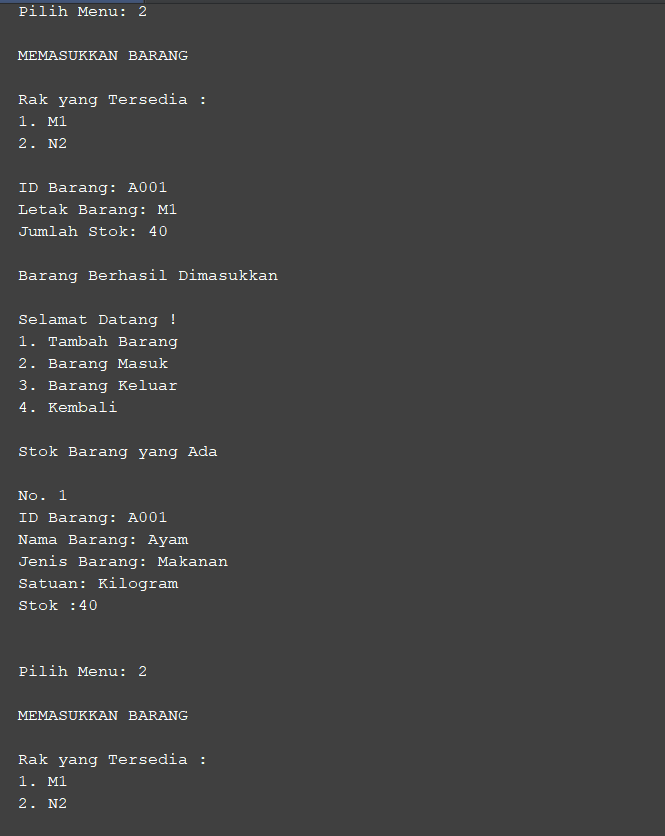 Pilih Menu: 2
MEMASUKKAN BARANG
Rak yang Tersedia :
1. M1
2. N2
ID Barang: A001
Letak Barang: M1
Jumlah Stok: 40
Barang Berhasil Dimasukkan
Selamat Datang !
1. Tambah Barang
2. Barang Masuk
3. Barang Keluar
4. Kembali
Stok Barang yang Ada
No. 1
ID Barang: A001
Nama Barang: Ayam
Jenis Barang: Makanan
Satuan: Kilogram
Stok :40
Pilih Menu: 2
MEMASUKKAN BARANG
Rak yang Tersedia :
1. M1
2. N2